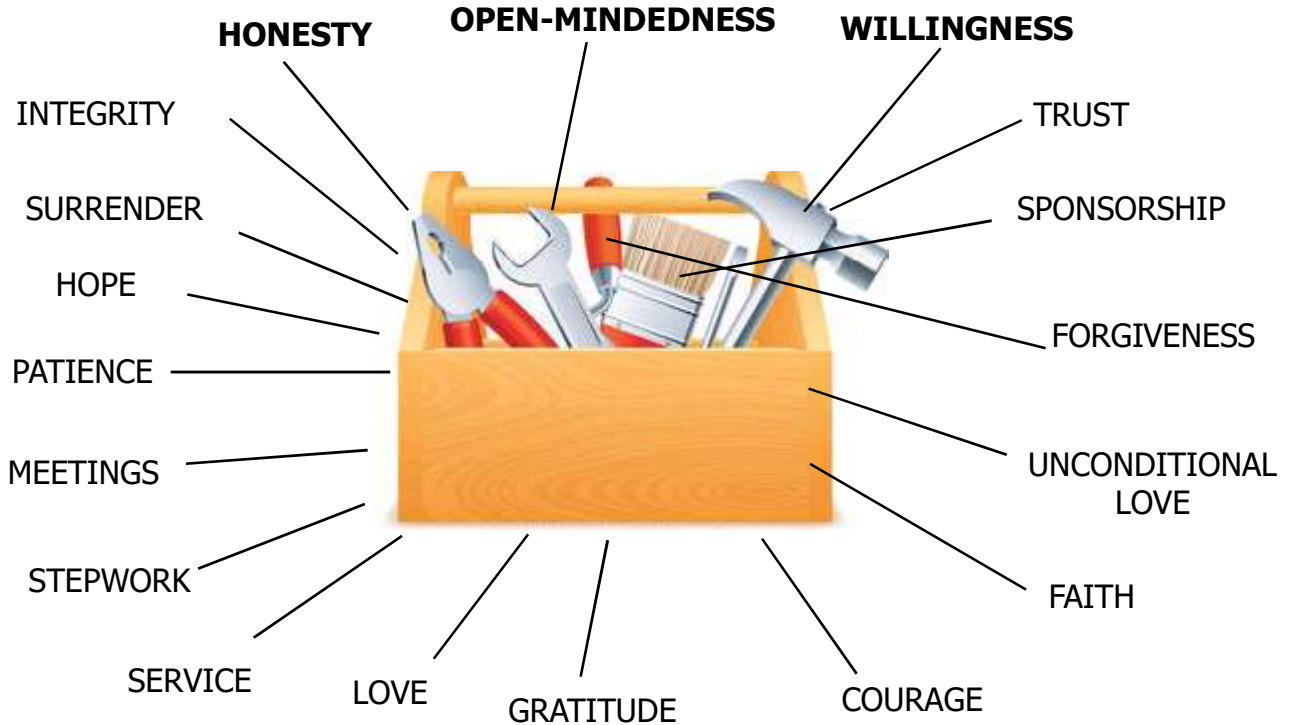 HONESTY
OPEN-MINDEDNESS
WILLINGNESS
INTEGRITY
TRUST
SURRENDER
SPONSORSHIP
HOPE
FORGIVENESS
PATIENCE
MEETINGS
UNCONDITIONAL
LOVE
STEPWORK
FAITH
SERVICE
LOVE
GRATITUDE
COURAGE